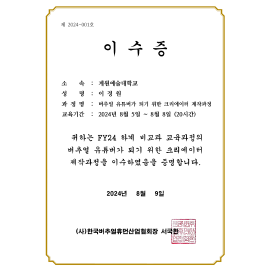 제 2024-001호
이 수 증
소 속 : 계원예술대학교
성 명 : 이 경 원
과 정 명 : 버추얼 유튜버가 되기 위한 크리에이터 제작과정
교육기간 : 2024년 8월 5일 ~ 8월 8일 (20시간)
귀하는 FY24 하계 비교과 교육과정의
버추얼 유튜버가 되기 위한 크리에이터
제작과정을 이수하였음을 증명합니다.
2024년 8월 9일
(사)한국버추얼휴먼산업협회장 서국한